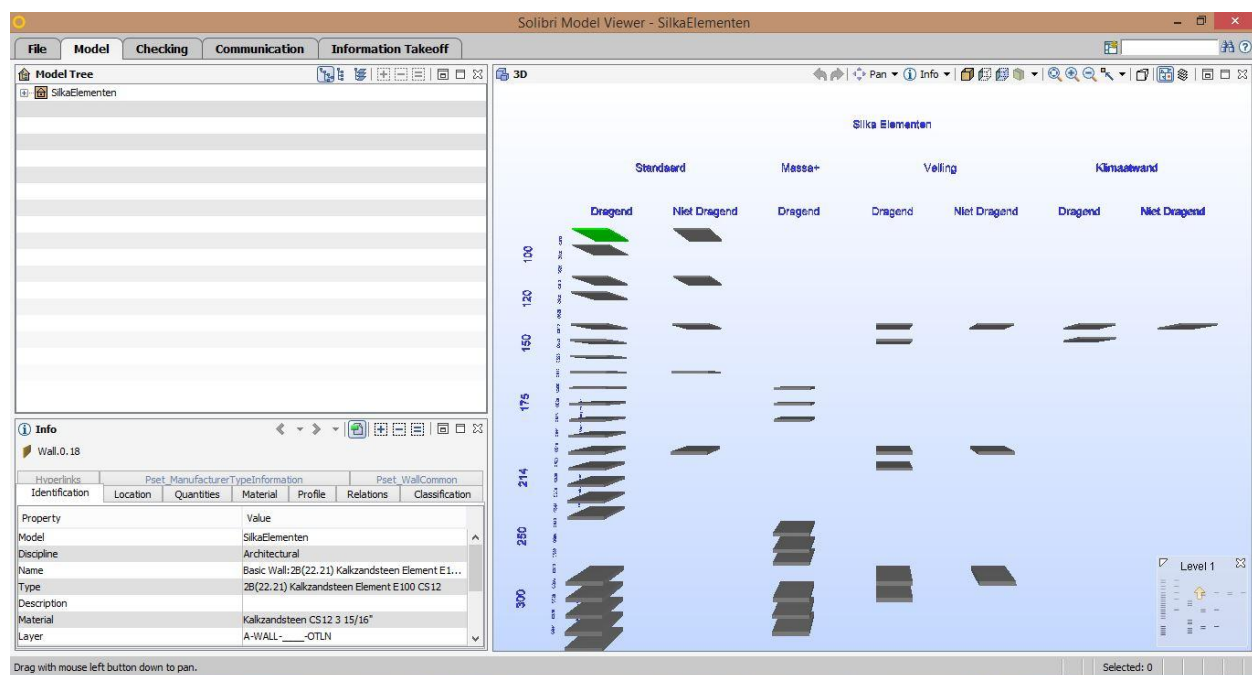 Solibri Model Viewer - SilkaElementen
File Model Checking Communication Information Takeoff
Model Tree
SilkaElementen
3D
Pan Info
Silka Elementen
Standaard Massa+ Velling Klimaatwand
Dragend Niet Dragend Dragend Dragend Niet Dragend Dragend Niet Dragend
100
120
150
175
214
250
300
Level 1
Info
Wall.0.18
Hyperlinks Pset_ManufacturerTypeInformation Pset_WallCommon
Identification Location Quantities Material Profile Relations Classification
Property Value
Model SilkaElementen
Discipline Architectural
Name Basic Wall:2B(22.21) Kalkzandsteen Element E1...
Type 2B(22.21) Kalkzandsteen Element E100 CS12
Description
Material Kalkzandsteen CS12 3 15/16"
Layer A-WALL-____-OTLN
Drag with mouse left button down to pan.
Selected: 0